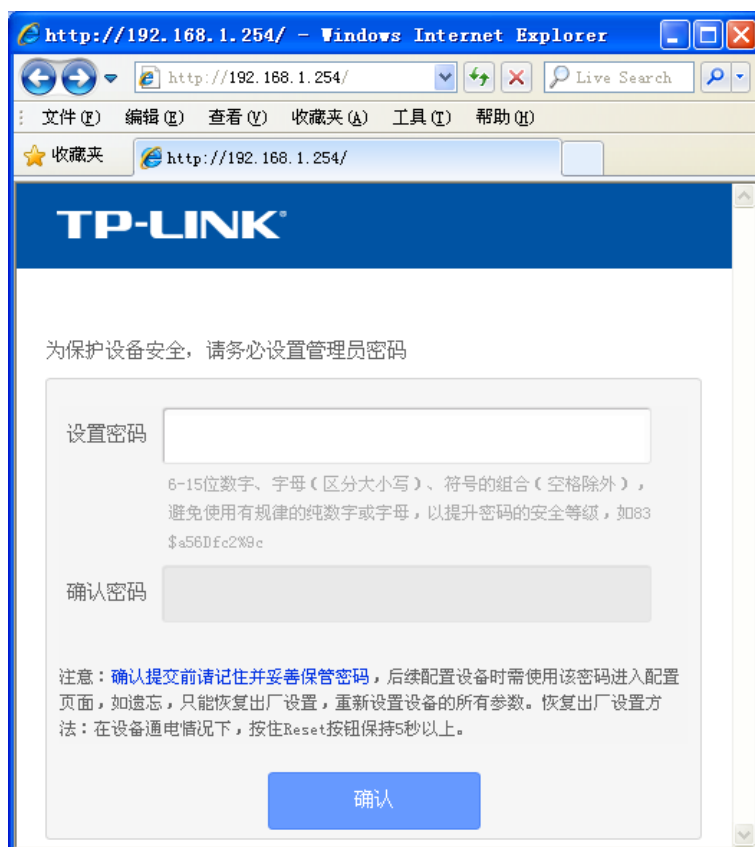 http://192.168.1.254/ - Windows Internet Explorer
http://192.168.1.254/
Live Search
文件(F) 编辑(E) 查看(V) 收藏夹(A) 工具(T) 帮助(H)
收藏夹 http://192.168.1.254/
TP-LINK®
为保护设备安全，请务必设置管理员密码
设置密码
6-15位数字、字母（区分大小写）、符号的组合（空格除外），
避免使用有规律的纯数字或字母，以提升密码的安全等级，如83
$a56Dfc2%9c
确认密码
注意：确认提交前请记住并妥善保管密码，后续配置设备时需使用该密码进入配置
页面，如遗忘，只能恢复出厂设置，重新设置设备的所有参数。恢复出厂设置方
法：在设备通电情况下，按住Reset按钮保持5秒以上。
确认